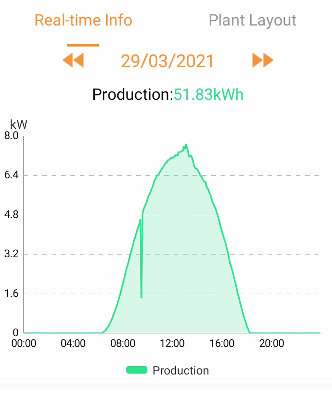 Real-time Info
Plant Layout
29/03/2021
Production:51.83kWh
kW
8.0
6.4
4.8
3.2
1.6
0
00:00 04:00 08:00 12:00 16:00 20:00
Production